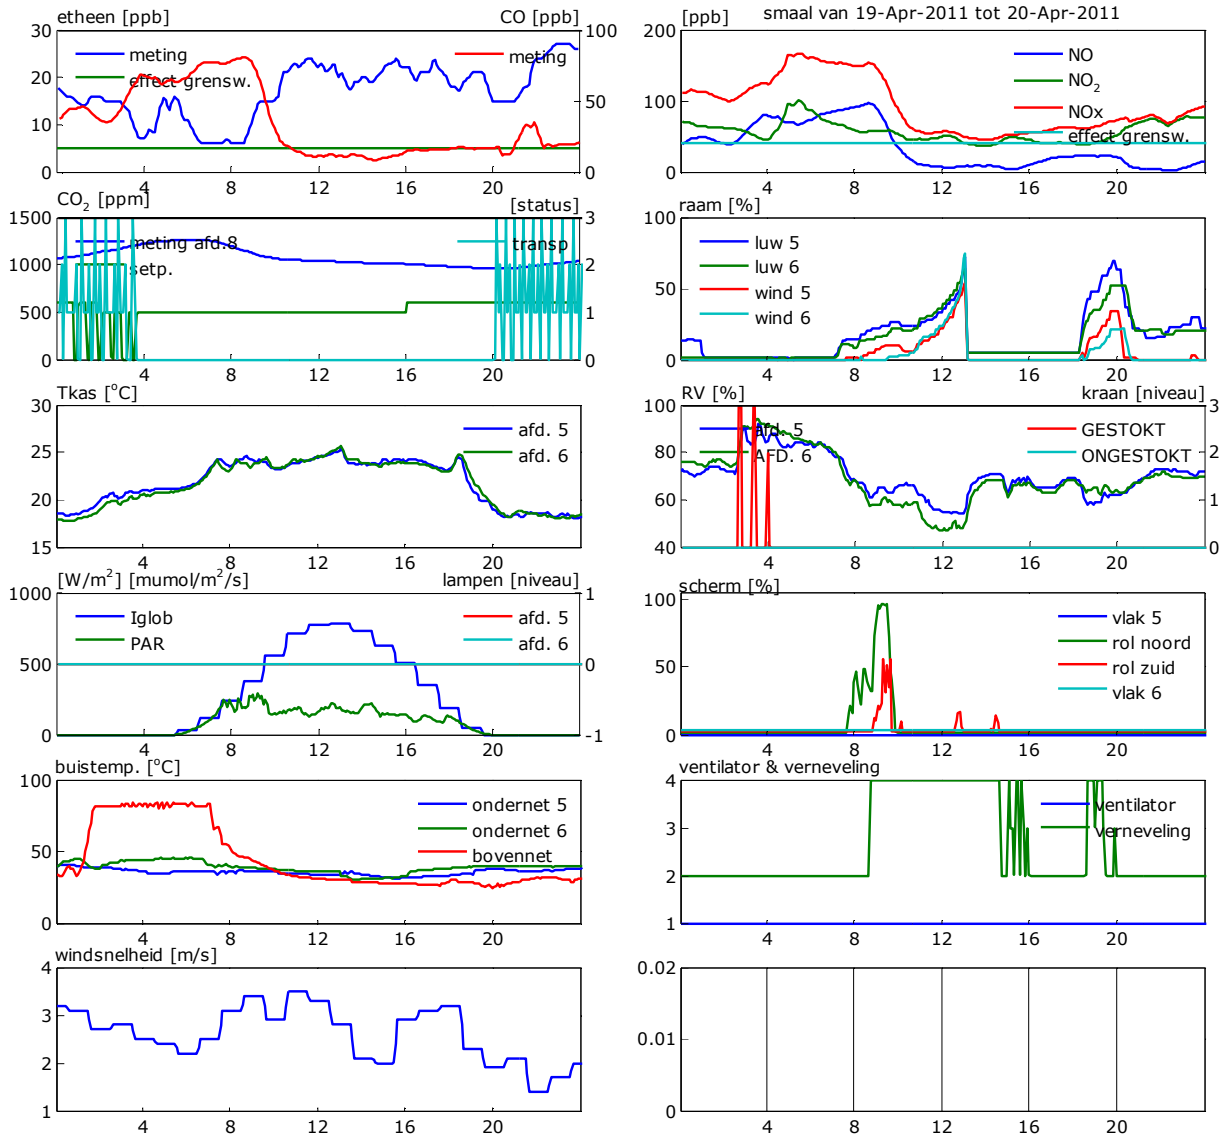 etheen [ppb] CO [ppb]
30 100
meting meting
effect grensw.
20
50
10
0 0
4 8 12 16 20
[ppb] smaal van 19-Apr-2011 tot 20-Apr-2011
200
NO
NO2
NOx
effect grensw.
150
100
50
0
4 8 12 16 20
CO2 [ppm] [status]
1500 3
meting afd.8 transp
setp.
1000 2
500 1
0 0
4 8 12 16 20
raam [%]
100
luw 5
luw 6
wind 5
wind 6
50
0
4 8 12 16 20
Tkas [oC]
30
afd. 5
afd. 6
25
20
15
4 8 12 16 20
RV [%] kraan [niveau]
100 3
afd. 5 GESTOKT
AFD. 6 ONGESTOKT
80 2
60 1
40 0
4 8 12 16 20
[W/m2] [mumol/m2/s] lampen [niveau]
1000 1
Iglob afd. 5
PAR afd. 6
500 0
0 -1
4 8 12 16 20
scherm [%]
100
vlak 5
rol noord
rol zuid
vlak 6
50
0
4 8 12 16 20
buistemp. [oC]
100
ondernet 5
ondernet 6
bovennet
50
0
4 8 12 16 20
ventilator & verneveling
4
ventilator
verneveling
3
2
1
4 8 12 16 20
windsnelheid [m/s]
4
3
2
1
4 8 12 16 20
0.02
0.01
0
4 8 12 16 20